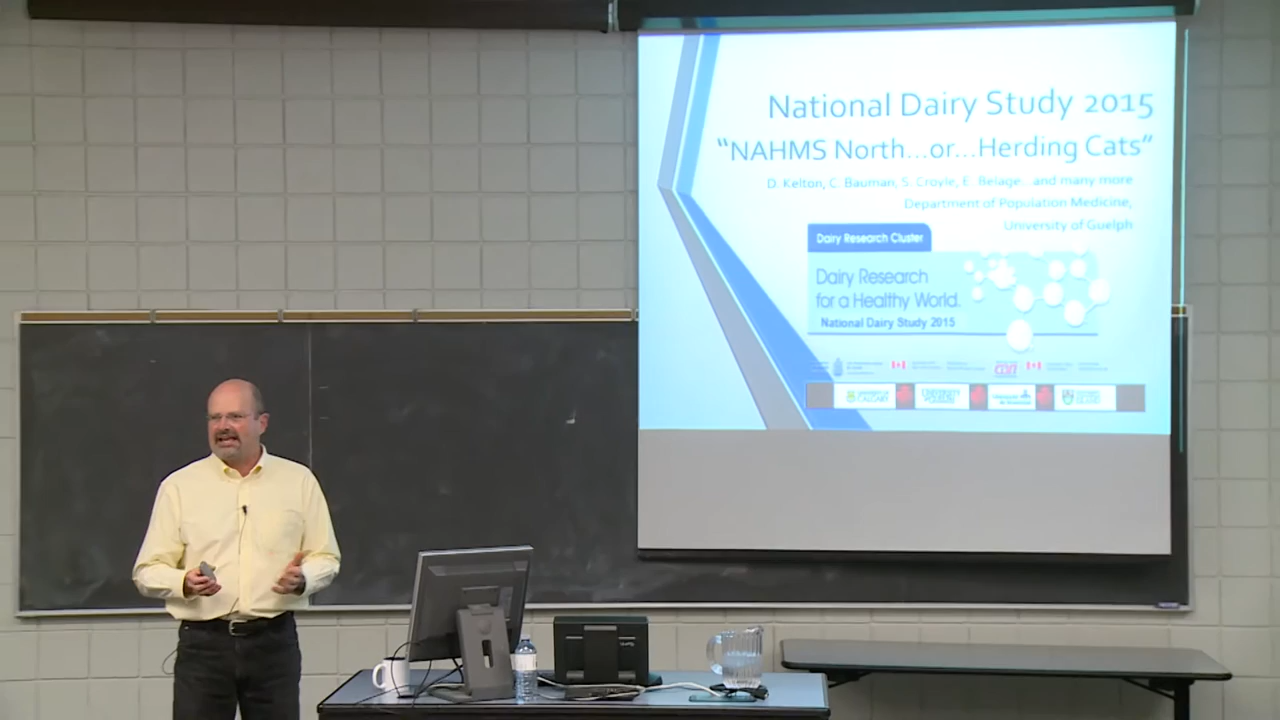 National Dairy Study 2015
“NAHMS North...or...Herding Cats”
D. Kelton, C. Bauman, S. Croyle, E. Belage...and many more
Department of Population Medicine,
University of Guelph
Dairy Research Cluster
Dairy Research
for a Healthy World.
National Dairy Study 2015